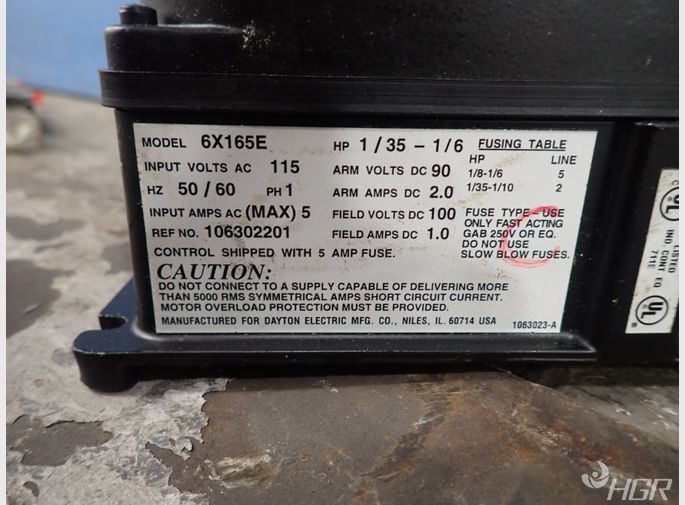 MODEL 6X165E HP 1/35 - 1/6 FUSING TABLE
INPUT VOLTS AC 115 ARM VOLTS DC 90 HP LINE
1/8-1/6 5
HZ 50/60 PH 1 ARM AMPS DC 2.0 1/35-1/10 2
INPUT AMPS AC (MAX) 5 FIELD VOLTS DC 100 FUSE TYPE - USE
ONLY FAST ACTING
REF NO. 106302201 FIELD AMPS DC 1.0 GAB 250V OR EQ.
DO NOT USE
CONTROL SHIPPED WITH 5 AMP FUSE. SLOW BLOW FUSES.
CAUTION:
DO NOT CONNECT TO A SUPPLY CAPABLE OF DELIVERING MORE
THAN 5000 RMS SYMMETRICAL AMPS SHORT CIRCUIT CURRENT.
MOTOR OVERLOAD PROTECTION MUST BE PROVIDED.
MANUFACTURED FOR DAYTON ELECTRIC MFG. CO., NILES, IL. 60714 USA 1063023-A
UL
LISTED
IND. CONT. EQ
711E
UL
HGR